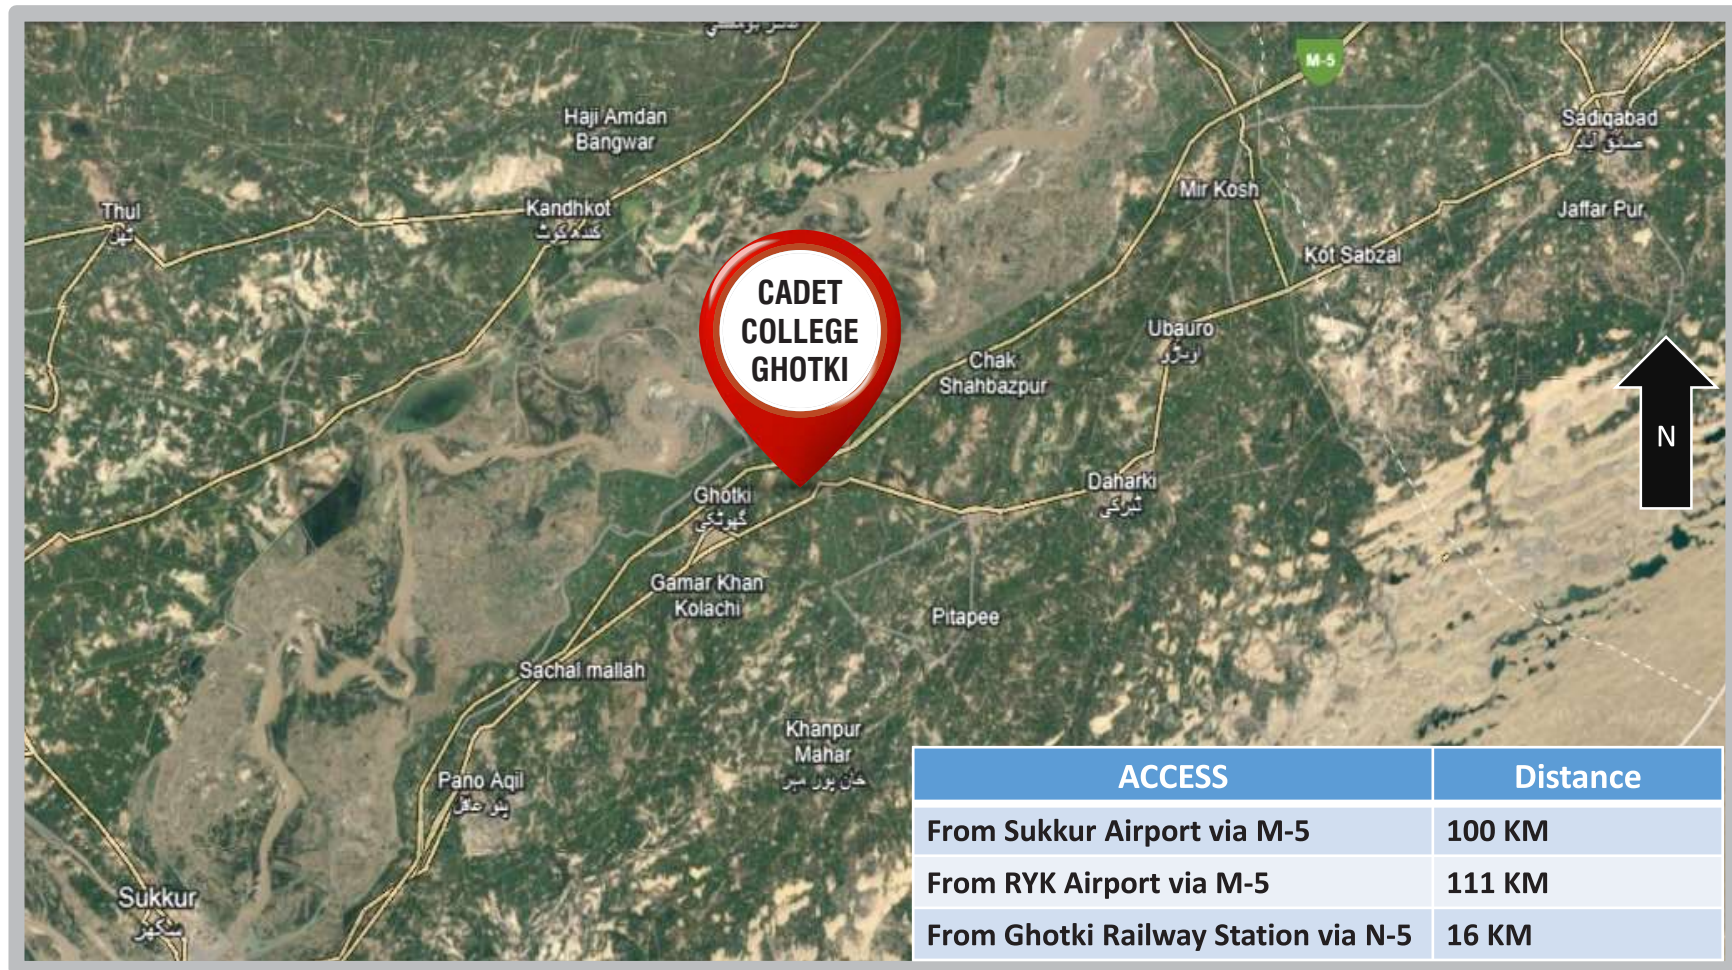 M-5
Haji Amdan
Bangwar
Sadiqabad
صادق آباد
Thul
ٹھل
Kandhkot
کندھ کوٹ
Mir Kosh
Jaffar Pur
Kot Sabzal
CADET
COLLEGE
GHOTKI
Ubauro
اوباڑو
Chak
Shahbazpur
N
Ghotki
گھوٹکی
Daharki
ڈہرکی
Gamar Khan
Kolachi
Pitapee
Sachal mallah
Khanpur
Mahar
خان پور مہر
Pano Aqil
پنو عاقل
Sukkur
سکھر
ACCESS Distance
From Sukkur Airport via M-5 100 KM
From RYK Airport via M-5 111 KM
From Ghotki Railway Station via N-5 16 KM